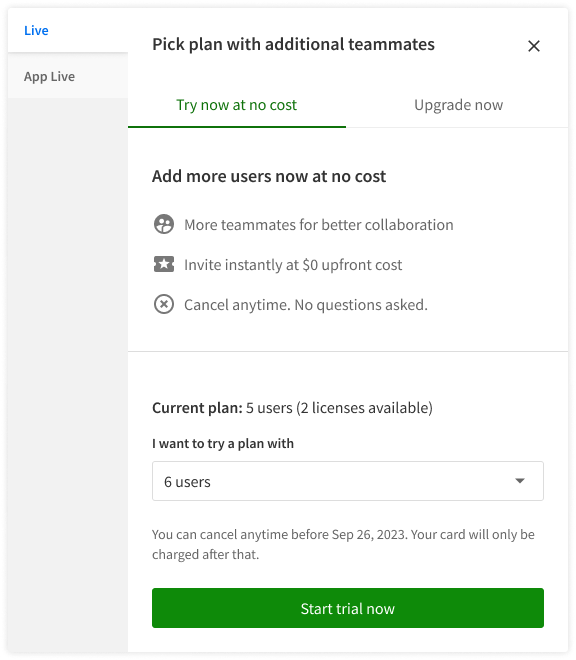 Live
App Live
Pick plan with additional teammates
Try now at no cost
Upgrade now
Add more users now at no cost
More teammates for better collaboration
Invite instantly at $0 upfront cost
Cancel anytime. No questions asked.
Current plan: 5 users (2 licenses available)
I want to try a plan with
6 users
You can cancel anytime before Sep 26, 2023. Your card will only be
charged after that.
Start trial now